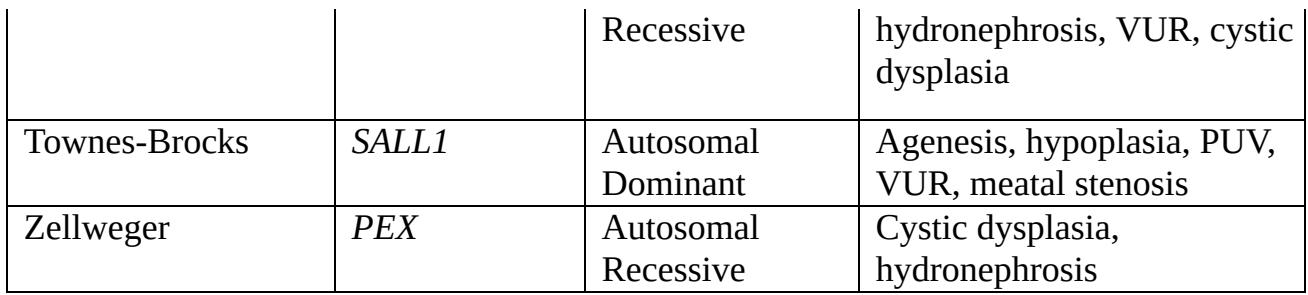 Recessive hydronephrosis, VUR, cystic
dysplasia
Townes-Brocks SALL1 Autosomal Agenesis, hypoplasia, PUV,
Dominant VUR, meatal stenosis
Zellweger PEX Autosomal Cystic dysplasia,
Recessive hydronephrosis